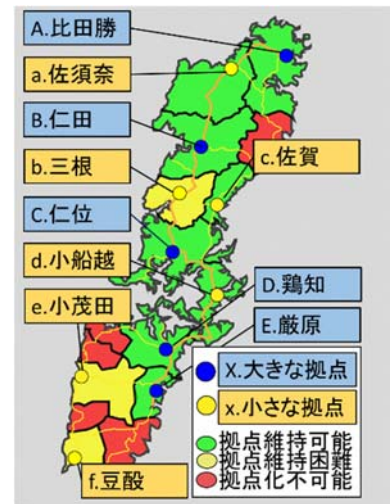 A.比田勝
a.佐須奈
B.仁田
b.三根
c.佐賀
C.仁位
d.小船越
e.小茂田
D.鶏知
E.厳原
X.大きな拠点
x.小さな拠点
拠点維持可能
拠点維持困難
拠点化不可能
f.豆酘